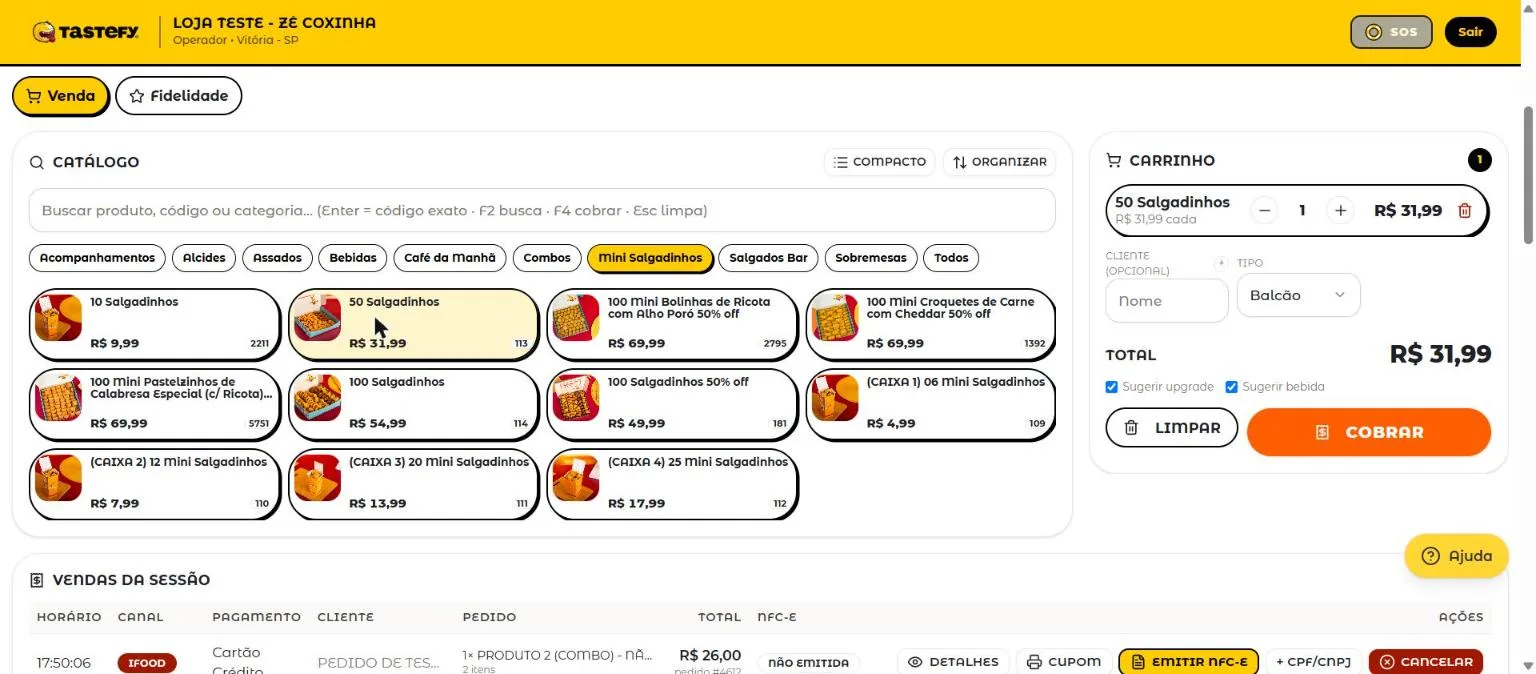 TASTEFY
LOJA TESTE - ZÉ COXINHA
Operador • Vitória - SP
SOS
Sair
Venda
Fidelidade
CATÁLOGO
COMPACTO
ORGANIZAR
Buscar produto, código ou categoria... (Enter = código exato · F2 busca · F4 cobrar · Esc limpa)
Acompanhamentos
Alcides
Assados
Bebidas
Café da Manhã
Combos
Mini Salgadinhos
Salgados Bar
Sobremesas
Todos
10 Salgadinhos
R$ 9,99
2211
50 Salgadinhos
R$ 31,99
113
100 Mini Bolinhas de Ricota
com Alho Poró 50% off
R$ 69,99
2795
100 Mini Croquetes de Carne
com Cheddar 50% off
R$ 69,99
1392
100 Mini Pastelzinhos de
Calabresa Especial (c/ Ricota)...
R$ 69,99
5751
100 Salgadinhos
R$ 54,99
114
100 Salgadinhos 50% off
R$ 49,99
181
(CAIXA 1) 06 Mini Salgadinhos
R$ 4,99
109
(CAIXA 2) 12 Mini Salgadinhos
R$ 7,99
110
(CAIXA 3) 20 Mini Salgadinhos
R$ 13,99
111
(CAIXA 4) 25 Mini Salgadinhos
R$ 17,99
112
CARRINHO
1
50 Salgadinhos
R$ 31,99 cada
− 1 +
R$ 31,99
CLIENTE
(OPCIONAL)
+
TIPO
Nome
Balcão
TOTAL
R$ 31,99
Sugerir upgrade
Sugerir bebida
LIMPAR
COBRAR
Ajuda
VENDAS DA SESSÃO
HORÁRIO CANAL PAGAMENTO CLIENTE PEDIDO TOTAL NFC-E AÇÕES
17:50:06
IFOOD
Cartão
Crédito
PEDIDO DE TES...
1× PRODUTO 2 (COMBO) - NÃ...
2 itens
R$ 26,00
pedido #4612
NÃO EMITIDA
DETALHES
CUPOM
EMITIR NFC-E
+ CPF/CNPJ
CANCELAR